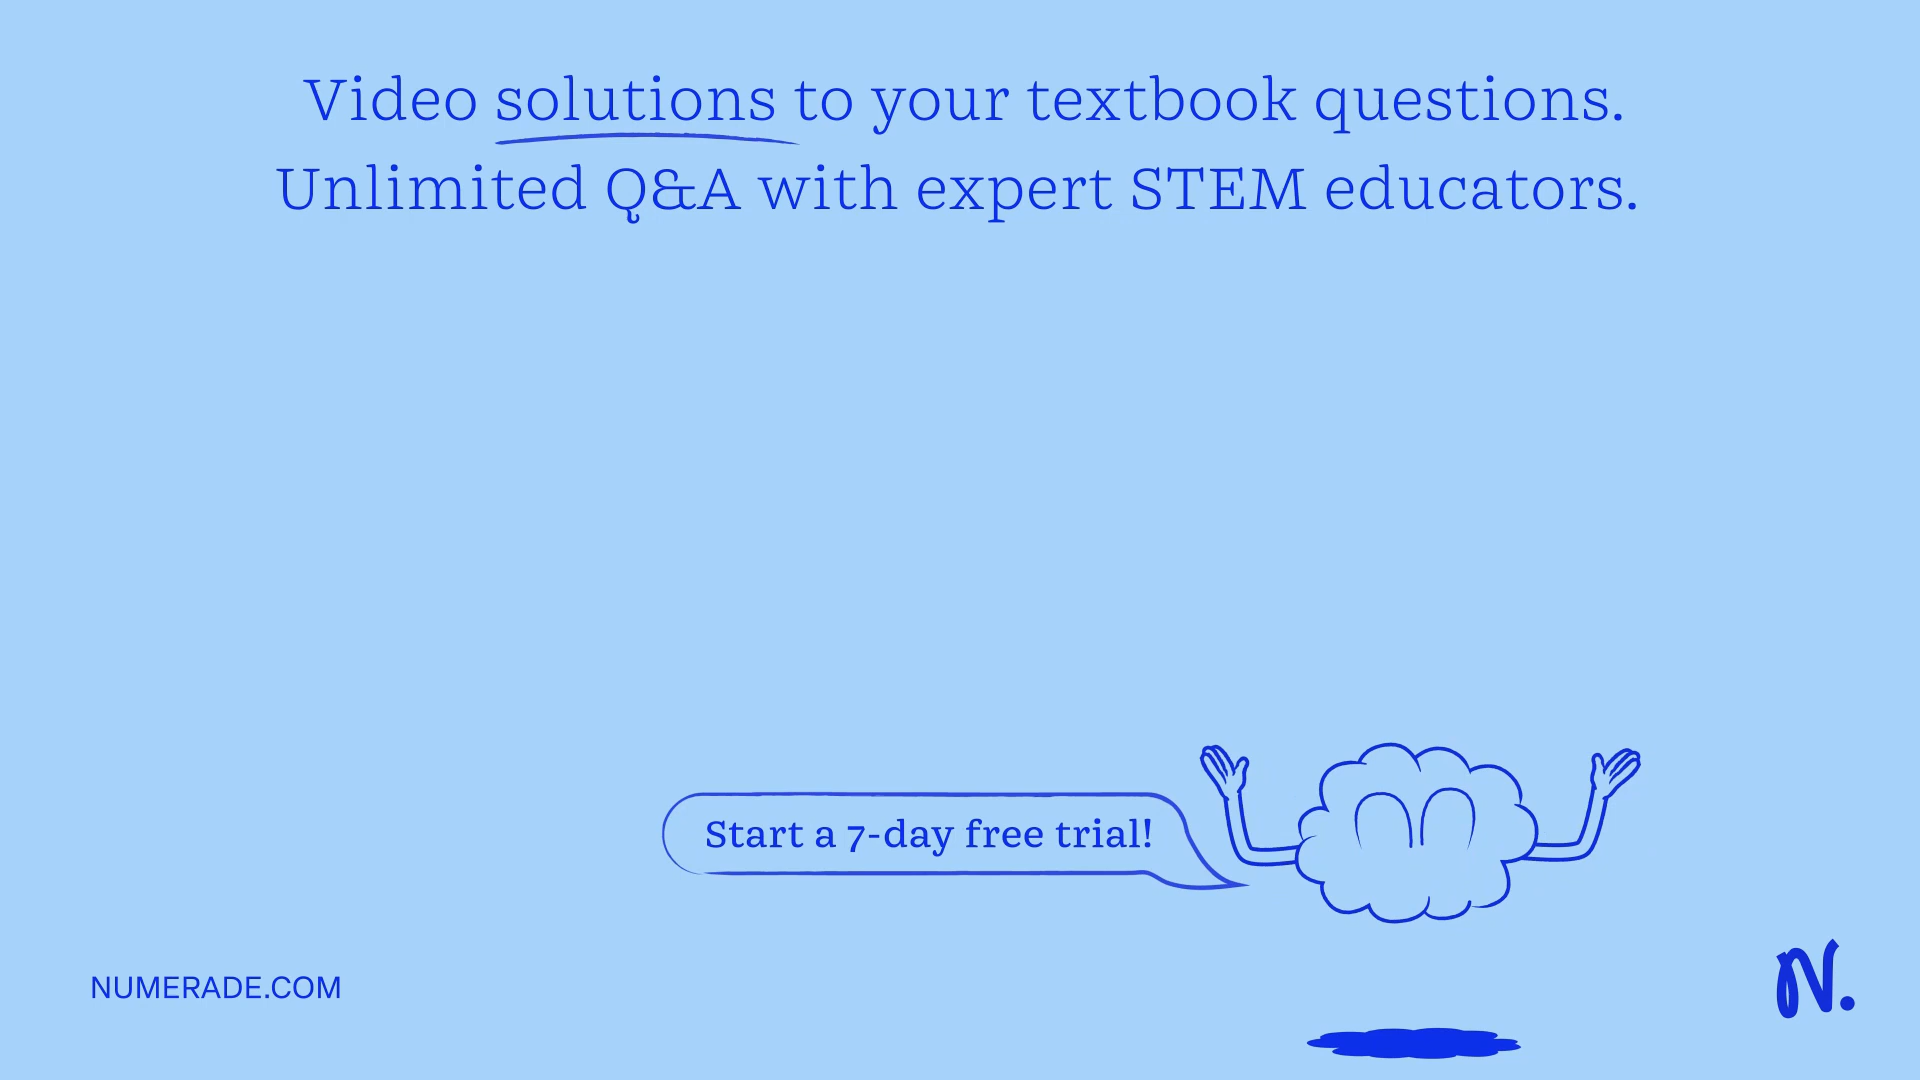 Video solutions to your textbook questions.
Unlimited Q&A with expert STEM educators.
Start a 7-day free trial!
NUMERADE.COM
N.